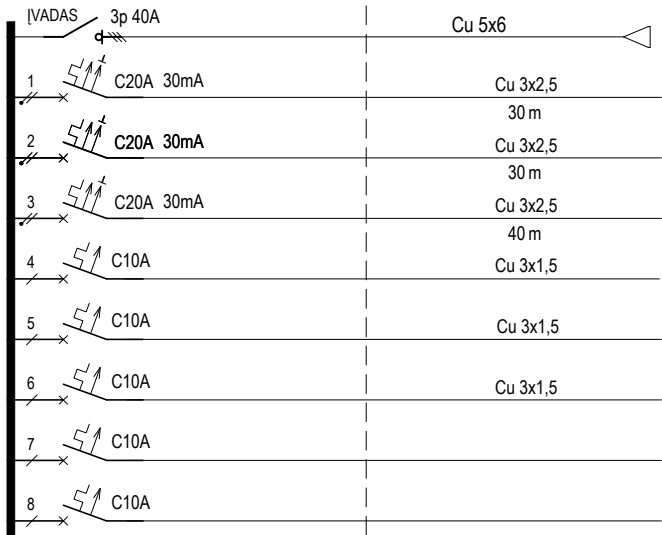 ĮVADAS 3p 40A Cu 5x6
1 C20A 30mA Cu 3x2,5
30 m
2 C20A 30mA Cu 3x2,5
30 m
3 C20A 30mA Cu 3x2,5
40 m
4 C10A Cu 3x1,5
5 C10A Cu 3x1,5
6 C10A Cu 3x1,5
7 C10A
8 C10A